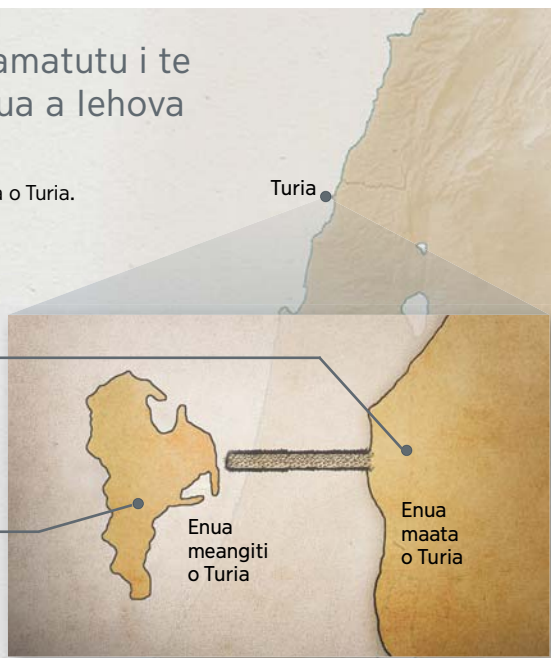 amatutu i te
ua a Iehova
o Turia.
Turia
Enua
meangiti
o Turia
Enua
maata
o Turia